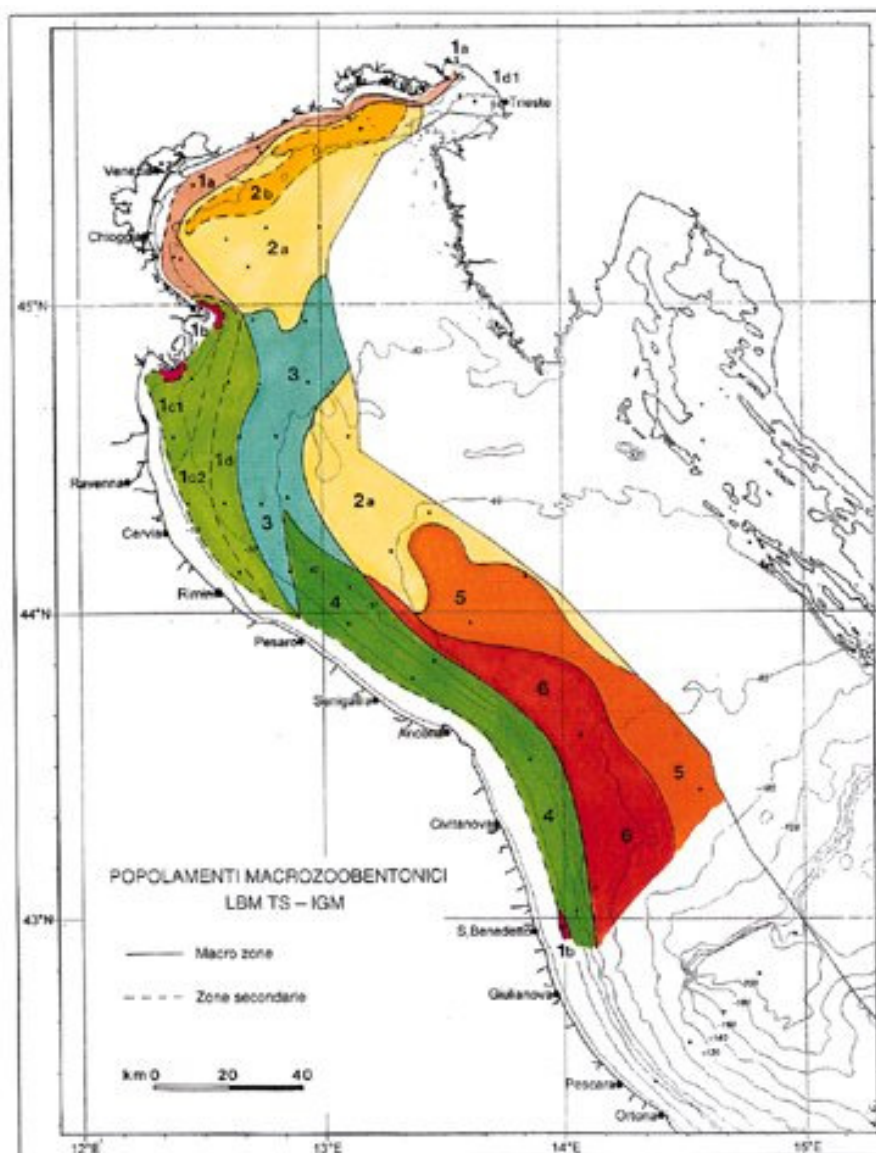 1a
1d1
Trieste
Venezia
1a
2b
Chioggia
2a
45°N
1b
3
1c1
1d
1c2
2a
Ravenna
3
Cervia
5
Rimini
4
44°N
Pesaro
6
Senigallia
Ancona
5
4
6
Civitanova
POPOLAMENTI MACROZOOBENTONICI
LBM TS – IGM
43°N
S. Benedetto
1b
Macro zone
Zone secondarie
Giulianova
km 0 20 40
Pescara
Ortona
12°E 13°E 14°E 15°E